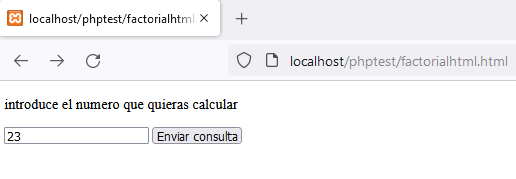 localhost/phptest/factorialhtml.
localhost/phptest/factorialhtml.html
introduce el numero que quieras calcular
23 Enviar consulta